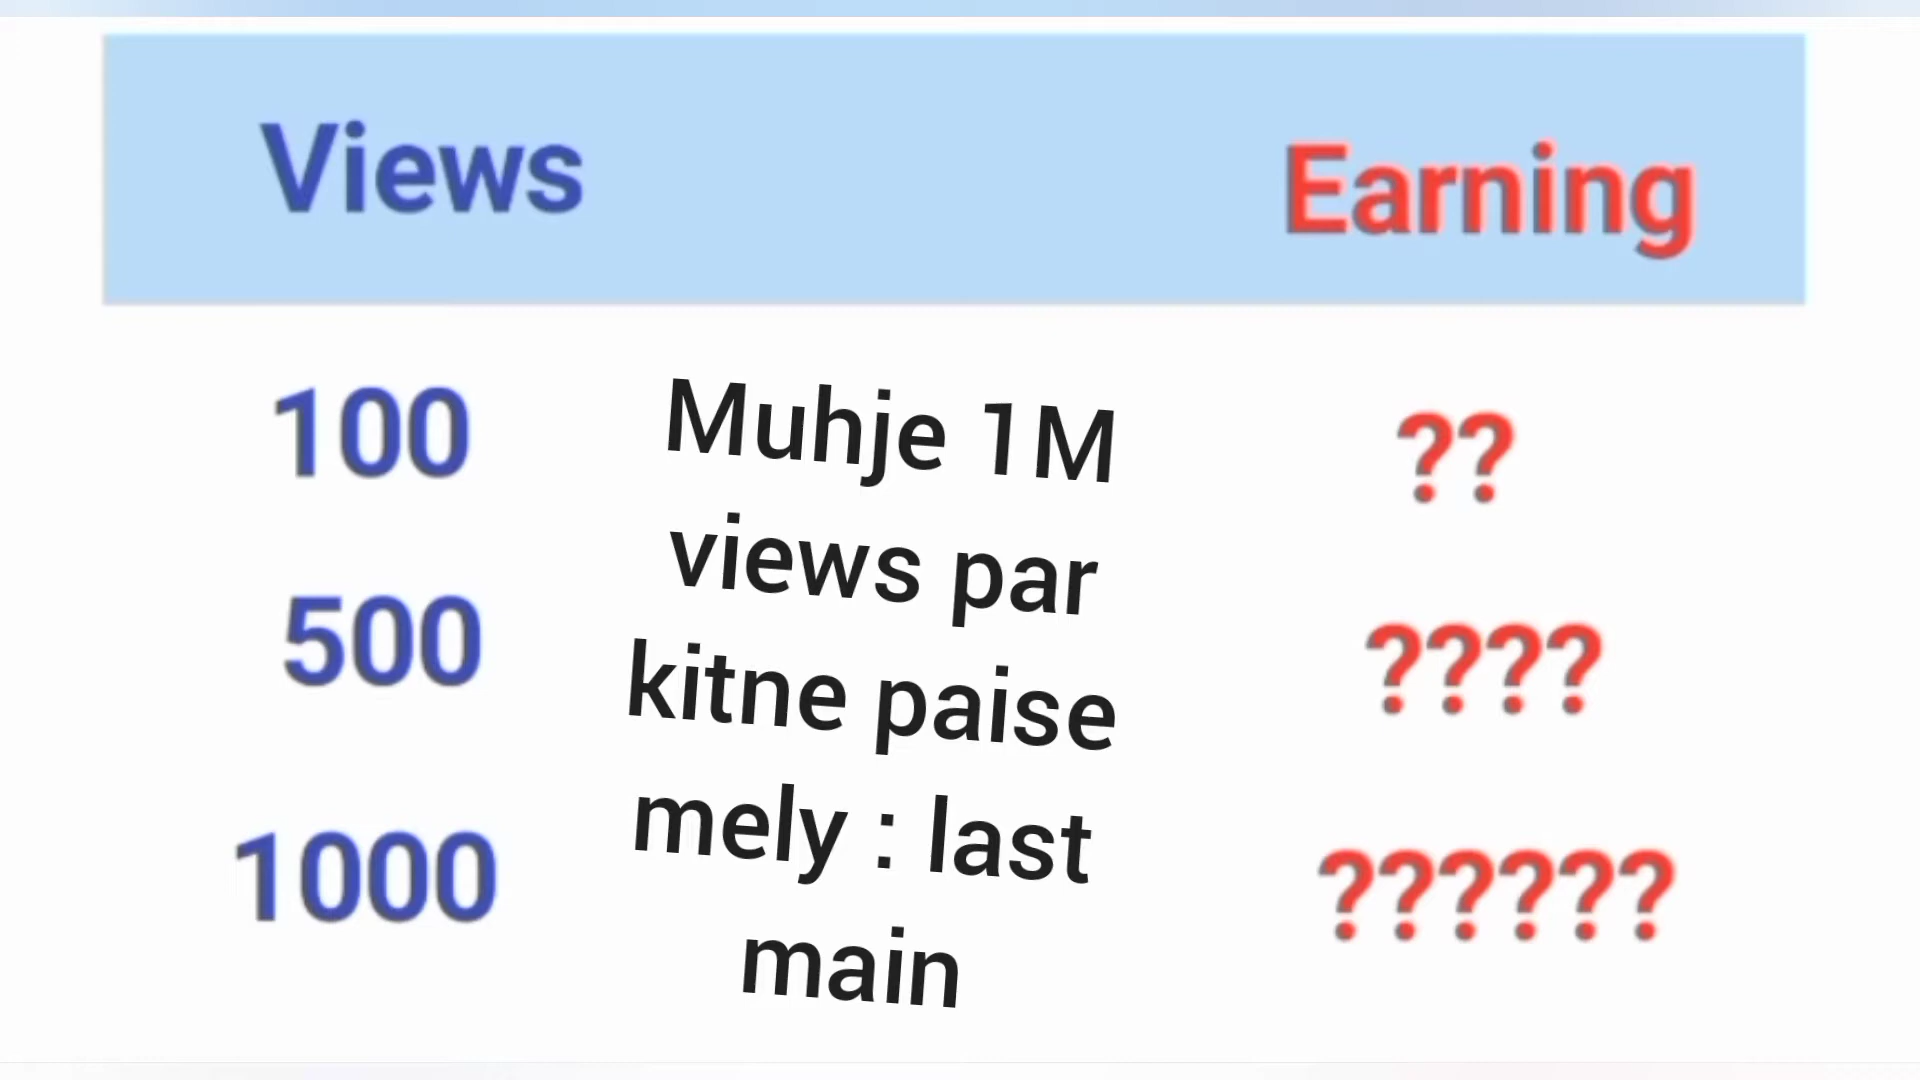 Views Earning
100 ??
500 ????
1000 ??????
Muhje 1M
views par
kitne paise
mely : last
main